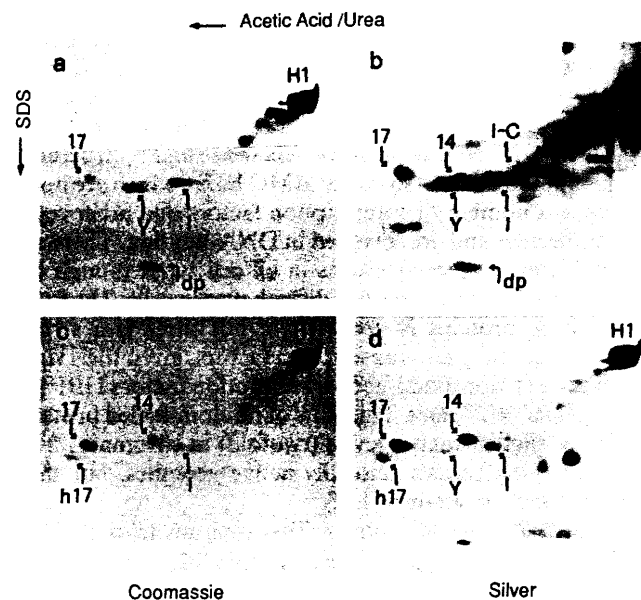 Acetic Acid /Urea
SDS
a
H1
17
Y
I
dp
b
17
14
I-C
Y
I
dp
c
17
14
h17
I
d
H1
17
14
h17
Y
I
Coomassie
Silver